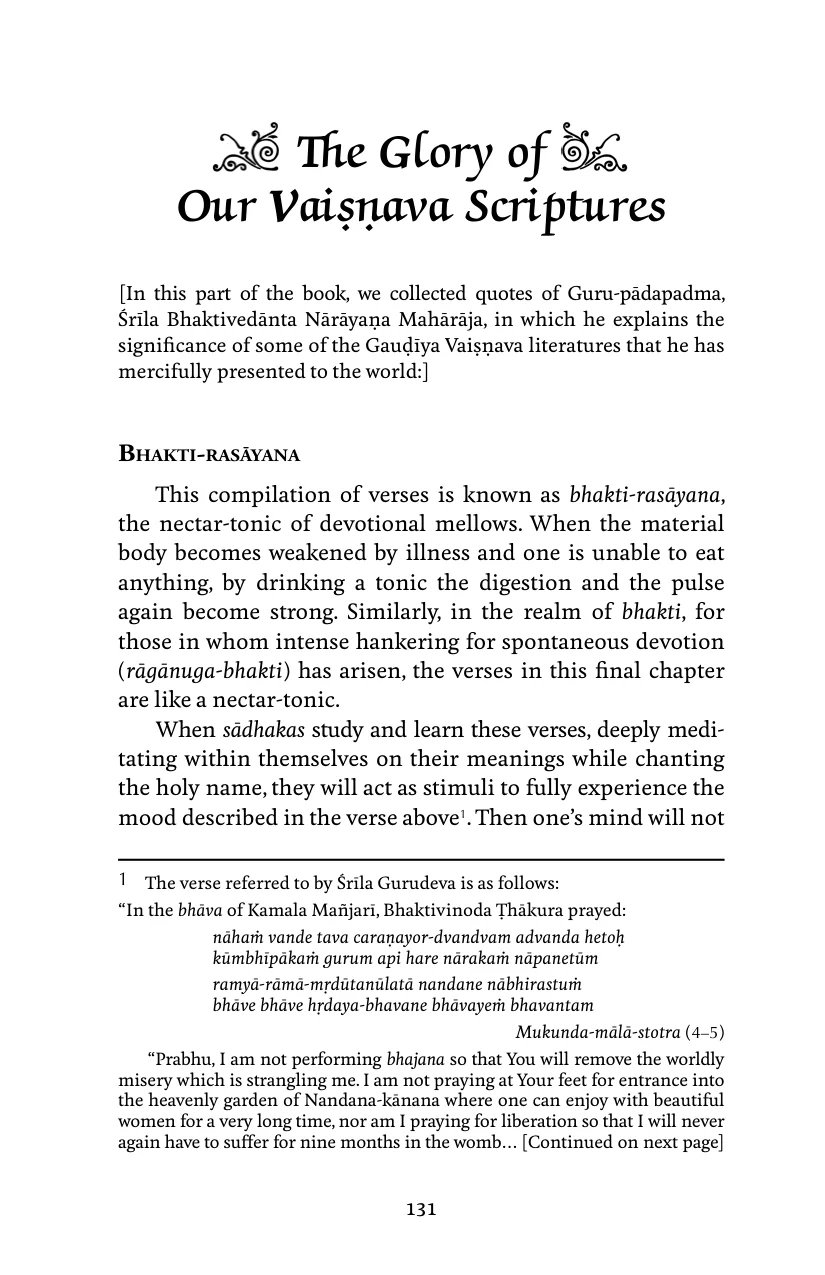 The Glory of
Our Vaiṣṇava Scriptures
[In this part of the book, we collected quotes of Guru-pādapadma,
Śrīla Bhaktivedānta Nārāyaṇa Mahārāja, in which he explains the
significance of some of the Gauḍīya Vaiṣṇava literatures that he has
mercifully presented to the world:]
Bhakti-rasāyana
This compilation of verses is known as bhakti-rasāyana,
the nectar-tonic of devotional mellows. When the material
body becomes weakened by illness and one is unable to eat
anything, by drinking a tonic the digestion and the pulse
again become strong. Similarly, in the realm of bhakti, for
those in whom intense hankering for spontaneous devotion
(rāgānuga-bhakti) has arisen, the verses in this final chapter
are like a nectar-tonic.
When sādhakas study and learn these verses, deeply medi-
tating within themselves on their meanings while chanting
the holy name, they will act as stimuli to fully experience the
mood described in the verse above¹. Then one’s mind will not
1 The verse referred to by Śrīla Gurudeva is as follows:
“In the bhāva of Kamala Mañjarī, Bhaktivinoda Ṭhākura prayed:
nāhaṁ vande tava caraṇayor-dvandvam advanda hetoḥ
kūmbhīpākaṁ gurum api hare nārakaṁ nāpanetūm
ramyā-rāmā-mṛdūtanūlatā nandane nābhirastuṁ
bhāve bhāve hṛdaya-bhavane bhāvayeṁ bhavantam
Mukunda-mālā-stotra (4–5)
“Prabhu, I am not performing bhajana so that You will remove the worldly
misery which is strangling me. I am not praying at Your feet for entrance into
the heavenly garden of Nandana-kānana where one can enjoy with beautiful
women for a very long time, nor am I praying for liberation so that I will never
again have to suffer for nine months in the womb… [Continued on next page]
131